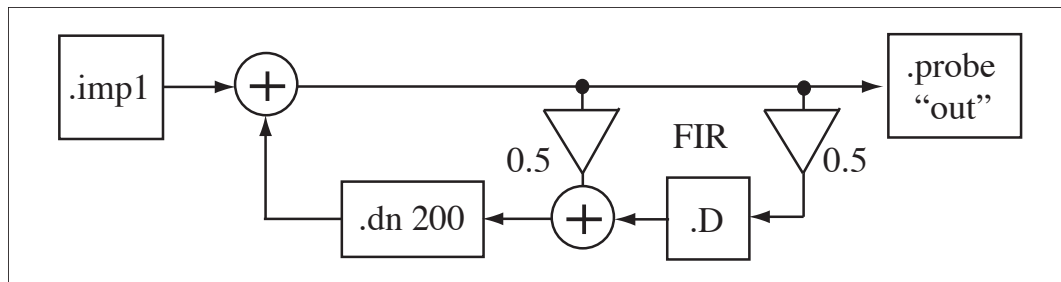 .imp1
+
.probe
“out”
FIR
0.5
0.5
.dn 200
+
.D